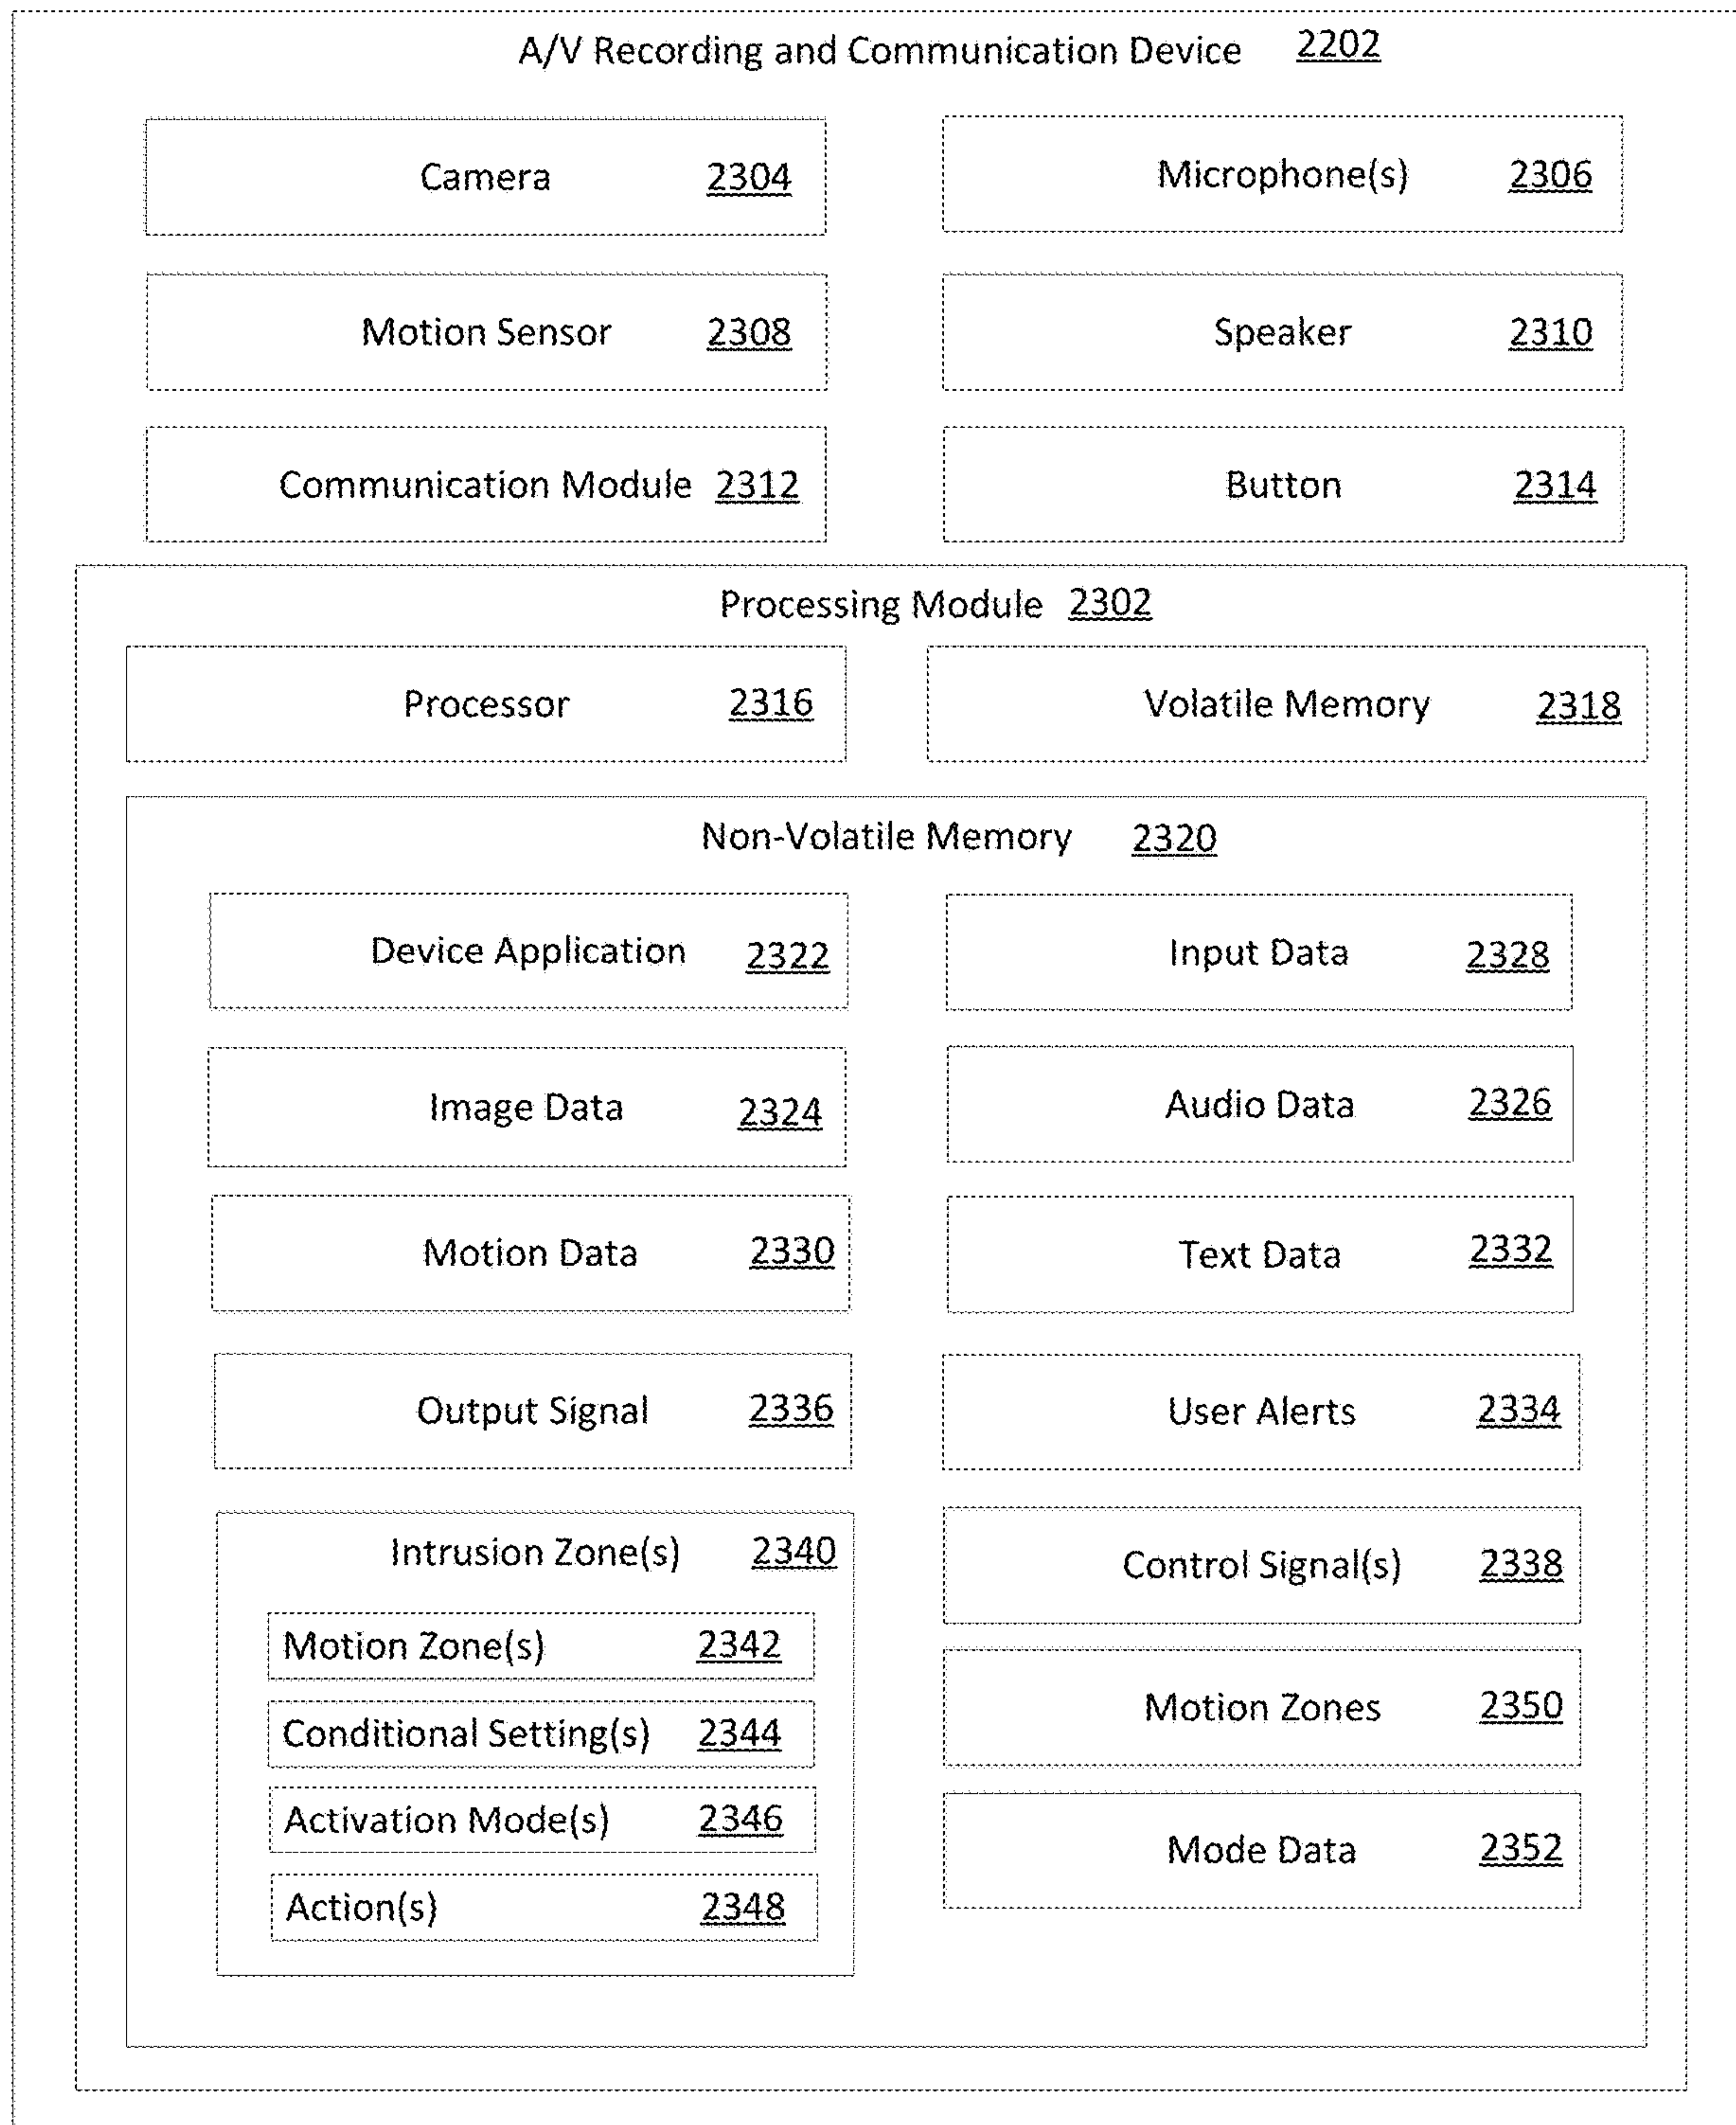 A/V Recording and Communication Device 2202
Camera 2304
Microphone(s) 2306
Motion Sensor 2308
Speaker 2310
Communication Module 2312
Button 2314
Processing Module 2302
Processor 2316
Volatile Memory 2318
Non-Volatile Memory 2320
Device Application 2322
Input Data 2328
Image Data 2324
Audio Data 2326
Motion Data 2330
Text Data 2332
Output Signal 2336
User Alerts 2334
Intrusion Zone(s) 2340
Motion Zone(s) 2342
Conditional Setting(s) 2344
Activation Mode(s) 2346
Action(s) 2348
Control Signal(s) 2338
Motion Zones 2350
Mode Data 2352